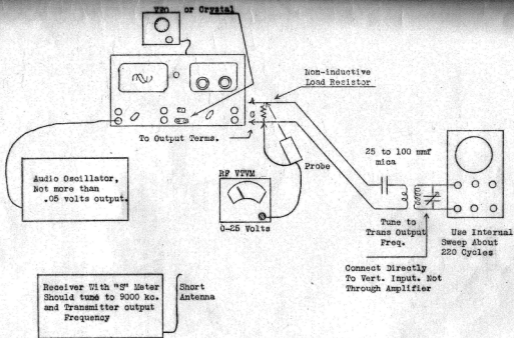 VFO or Crystal
Non-inductive
Load Resistor
A
G
To Output Terms.
Probe
25 to 100 mmf
mica
Audio Oscillator,
Not more than
.05 volts output.
RF VTVM
0-25 Volts
Tune to
Trans Output
Freq.
Use Internal
Sweep About
220 Cycles
Connect Directly
To Vert. Input. Not
Through Amplifier
Receiver With "S" Meter
Should tune to 9000 kc.
and Transmitter output
Frequency
Short
Antenna